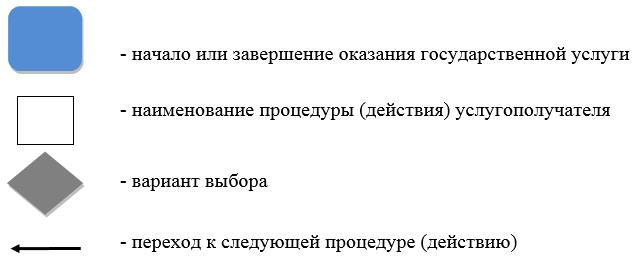 - начало или завершение оказания государственной услуги
- наименование процедуры (действия) услугополучателя
- вариант выбора
- переход к следующей процедуре (действию)